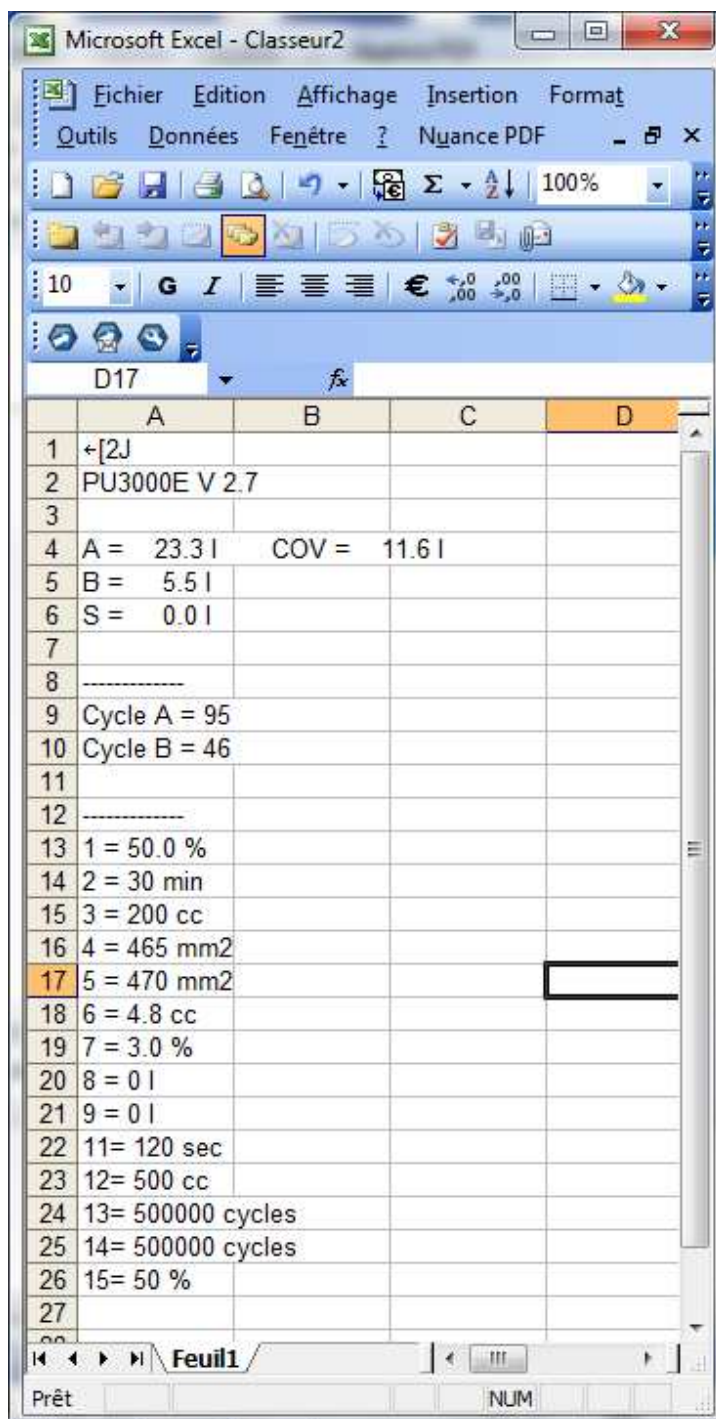 Microsoft Excel - Classeur2
Fichier Edition Affichage Insertion Format
Outils Données Fenêtre ? Nuance PDF
100%
10 G I € ,00
D17 fx
A B C D
1 ←[2J
2 PU3000E V 2.7
3
4 A = 23.3 l COV = 11.6 l
5 B = 5.5 l
6 S = 0.0 l
7
8 -------------
9 Cycle A = 95
10 Cycle B = 46
11
12 -------------
13 1 = 50.0 %
14 2 = 30 min
15 3 = 200 cc
16 4 = 465 mm2
17 5 = 470 mm2
18 6 = 4.8 cc
19 7 = 3.0 %
20 8 = 0 l
21 9 = 0 l
22 11= 120 sec
23 12= 500 cc
24 13= 500000 cycles
25 14= 500000 cycles
26 15= 50 %
27
Feuil1
Prêt NUM